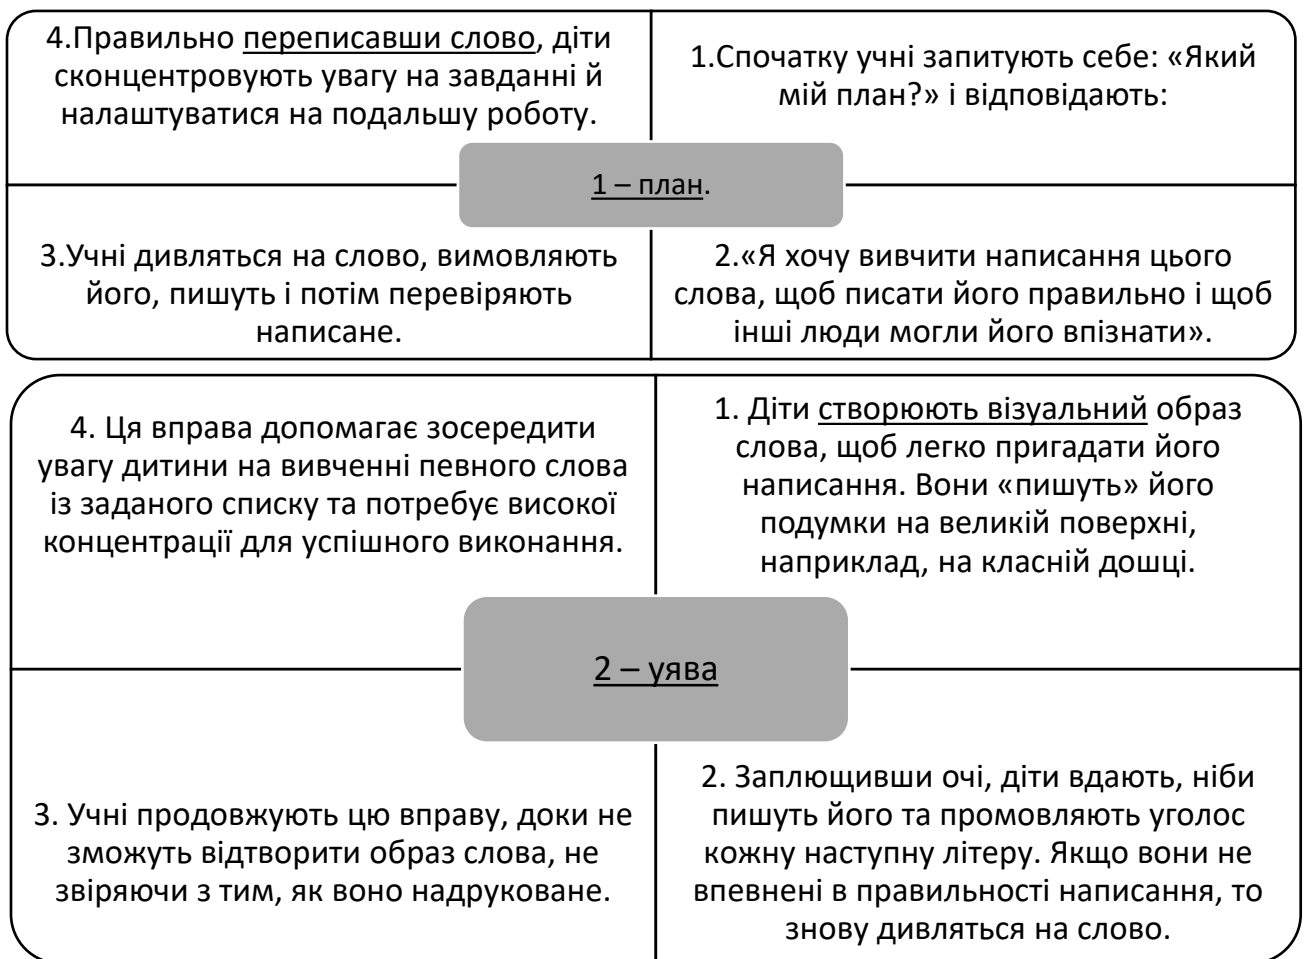 4.Правильно переписавши слово, діти
сконцентровують увагу на завданні й
налаштуватися на подальшу роботу.
1.Спочатку учні запитують себе: «Який
мій план?» і відповідають:
1 – план.
3.Учні дивляться на слово, вимовляють
його, пишуть і потім перевіряють
написане.
2.«Я хочу вивчити написання цього
слова, щоб писати його правильно і щоб
інші люди могли його впізнати».
4. Ця вправа допомагає зосередити
увагу дитини на вивченні певного слова
із заданого списку та потребує високої
концентрації для успішного виконання.
1. Діти створюють візуальний образ
слова, щоб легко пригадати його
написання. Вони «пишуть» його
подумки на великій поверхні,
наприклад, на класній дошці.
2 – уява
3. Учні продовжують цю вправу, доки не
зможуть відтворити образ слова, не
звіряючи з тим, як воно надруковане.
2. Заплющивши очі, діти вдають, ніби
пишуть його та промовляють уголос
кожну наступну літеру. Якщо вони не
впевнені в правильності написання, то
знову дивляться на слово.